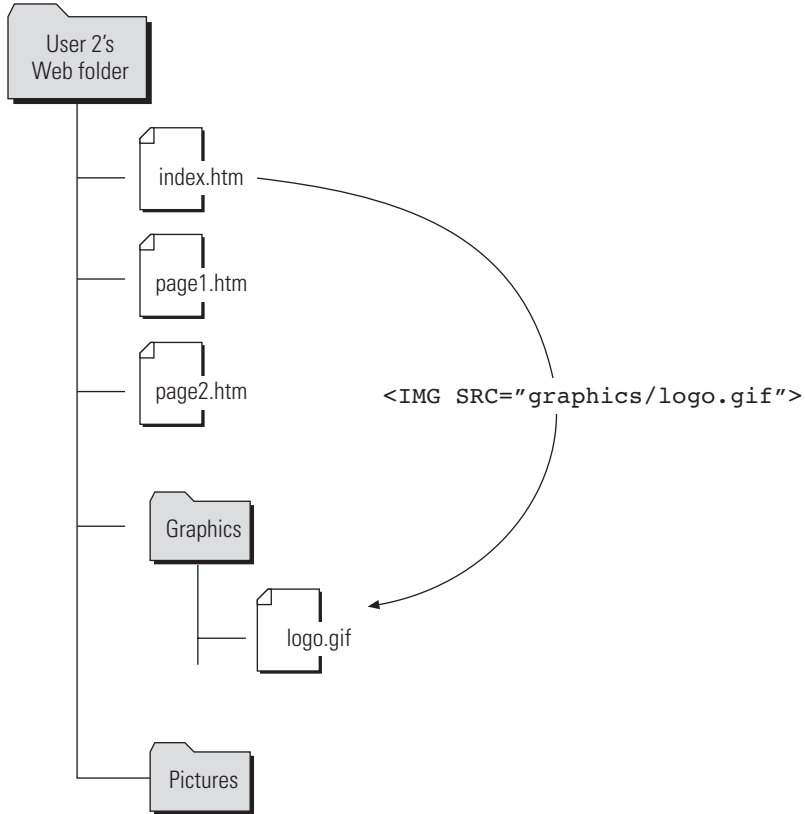 User 2's
Web folder
index.htm
page1.htm
page2.htm
<IMG SRC=”graphics/logo.gif”>
Graphics
logo.gif
Pictures